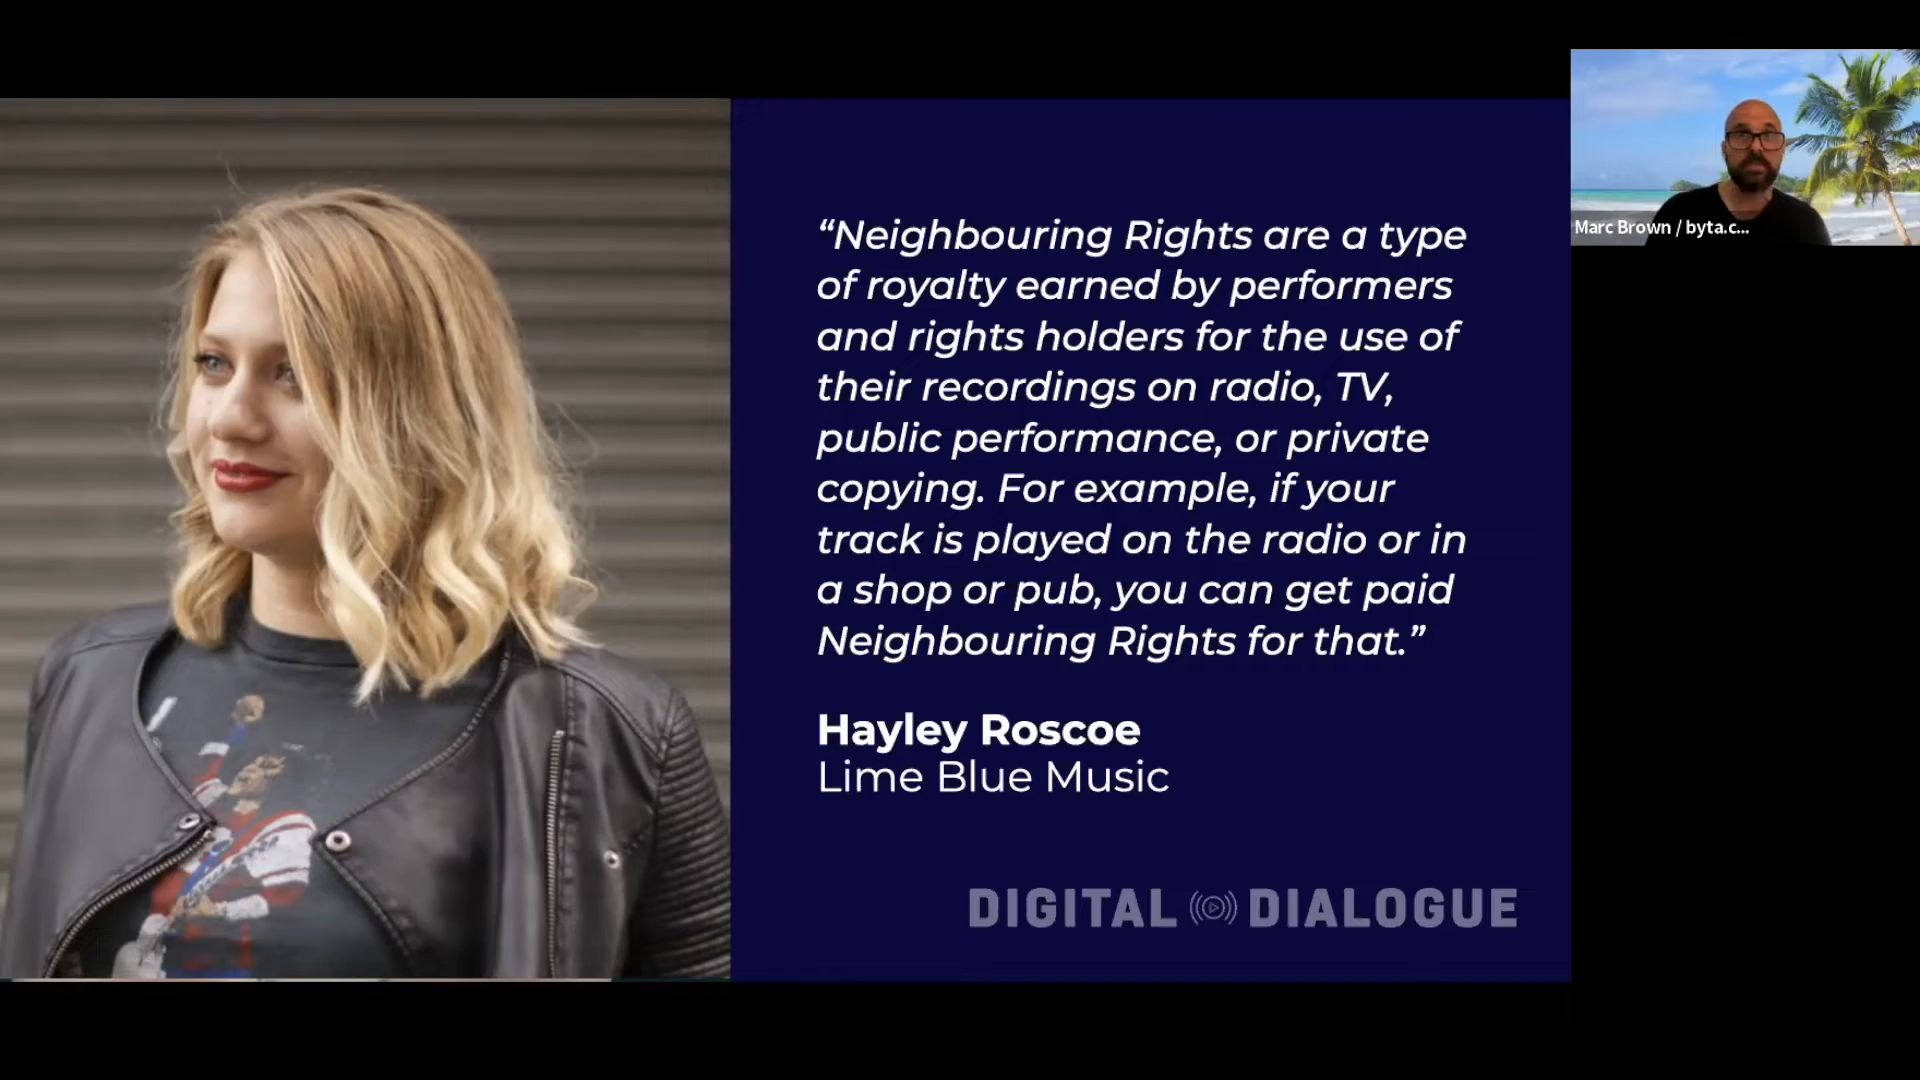 “Neighbouring Rights are a type
of royalty earned by performers
and rights holders for the use of
their recordings on radio, TV,
public performance, or private
copying. For example, if your
track is played on the radio or in
a shop or pub, you can get paid
Neighbouring Rights for that.”
Hayley Roscoe
Lime Blue Music
DIGITAL DIALOGUE
Marc Brown / byta.c...